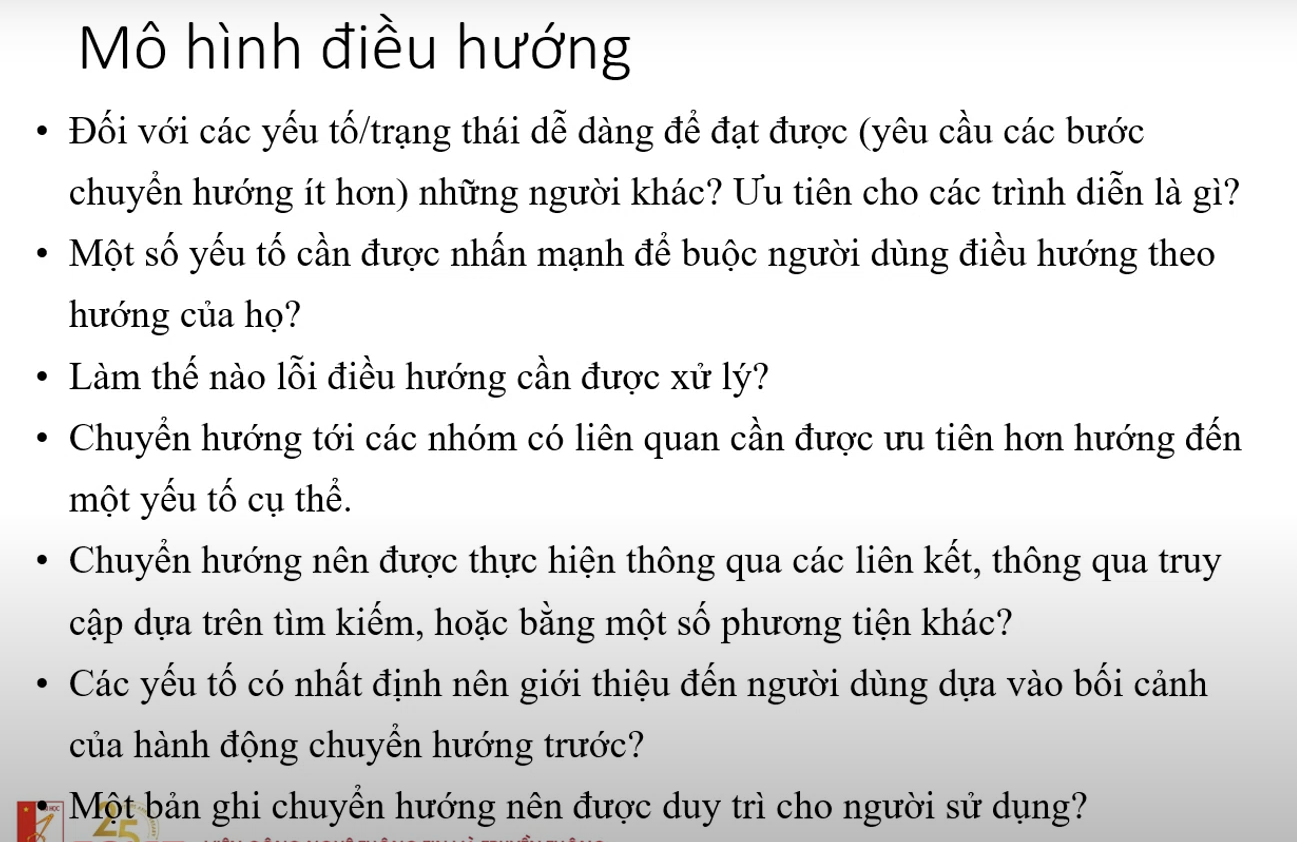 Mô hình điều hướng
• Đối với các yếu tố/trạng thái dễ dàng để đạt được (yêu cầu các bước
chuyển hướng ít hơn) những người khác? Ưu tiên cho các trình diễn là gì?
• Một số yếu tố cần được nhấn mạnh để buộc người dùng điều hướng theo
hướng của họ?
• Làm thế nào lỗi điều hướng cần được xử lý?
• Chuyển hướng tới các nhóm có liên quan cần được ưu tiên hơn hướng đến
một yếu tố cụ thể.
• Chuyển hướng nên được thực hiện thông qua các liên kết, thông qua truy
cập dựa trên tìm kiếm, hoặc bằng một số phương tiện khác?
• Các yếu tố có nhất định nên giới thiệu đến người dùng dựa vào bối cảnh
của hành động chuyển hướng trước?
• Một bản ghi chuyển hướng nên được duy trì cho người sử dụng?
25